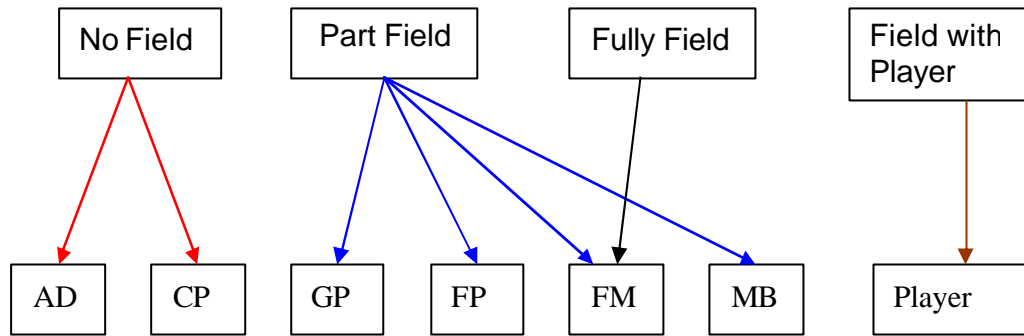 No Field
Part Field
Fully Field
Field with
Player
AD
CP
GP
FP
FM
MB
Player